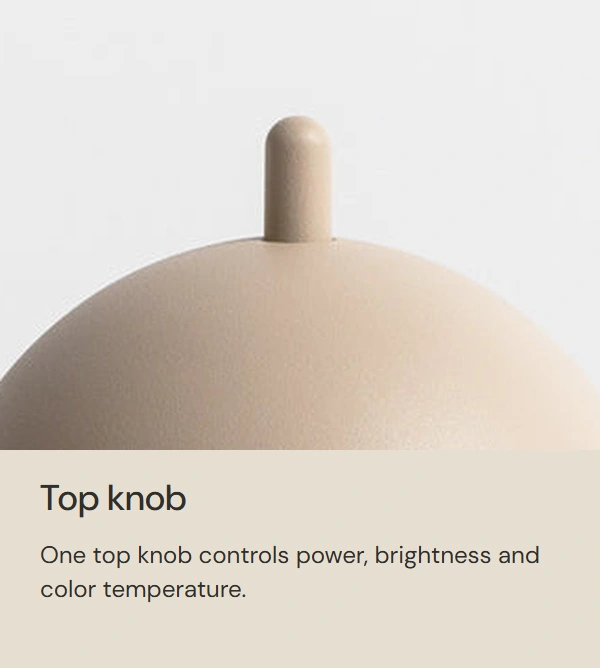 Top knob
One top knob controls power, brightness and
color temperature.